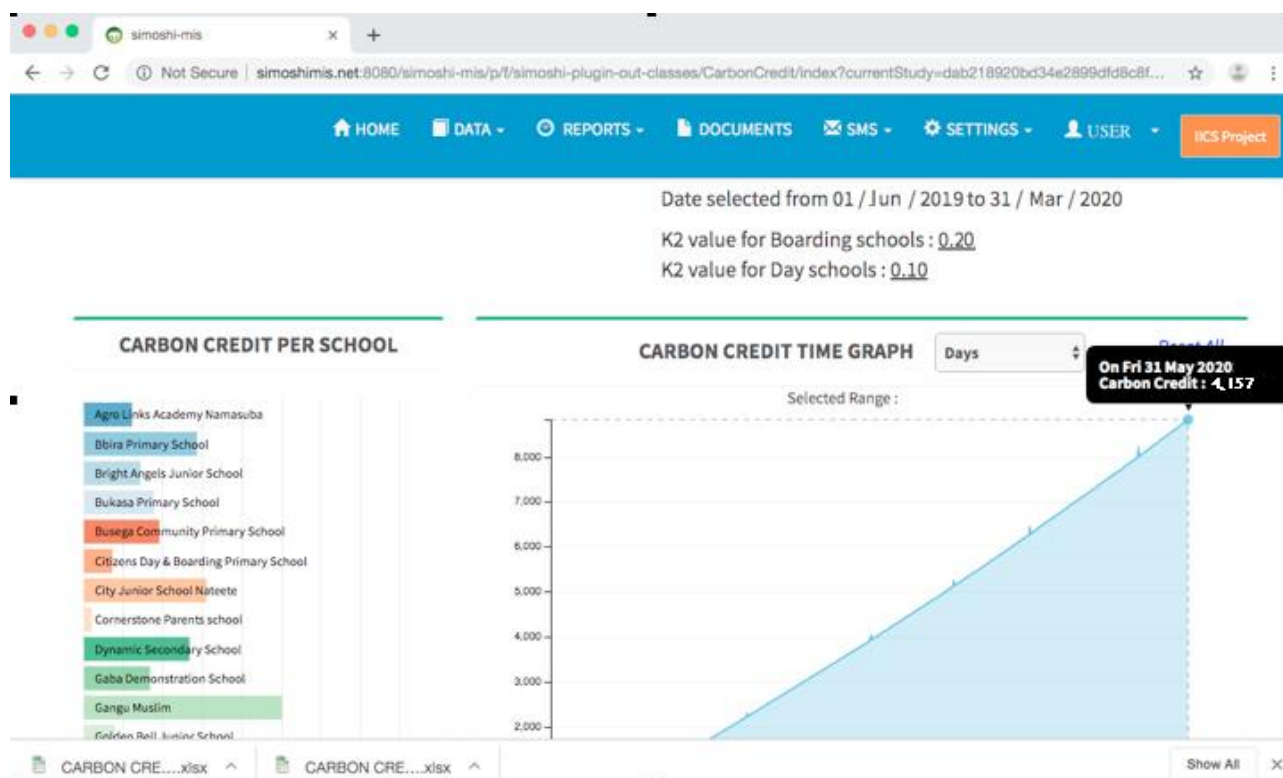 simoshi-mis
Not Secure simoshimis.net:8080/simoshi-mis/p/f/simoshi-plugin-out-classes/CarbonCredit/index?currentStudy=dab218920bd34e2899dfd8c8f...
HOME DATA REPORTS DOCUMENTS SMS SETTINGS USER IICS Project
Date selected from 01 / Jun / 2019 to 31 / Mar / 2020
K2 value for Boarding schools : 0.20
K2 value for Day schools : 0.10
CARBON CREDIT PER SCHOOL
Agro Links Academy Namasuba
Bbira Primary School
Bright Angels Junior School
Bukasa Primary School
Busega Community Primary School
Citizens Day & Boarding Primary School
City Junior School Nateete
Cornerstone Parents school
Dynamic Secondary School
Gaba Demonstration School
Gangu Muslim
Golden Bell Junior School
CARBON CREDIT TIME GRAPH Days
On Fri 31 May 2020
Carbon Credit : 4,157
Selected Range :
8,000
7,000
6,000
5,000
4,000
3,000
2,000
CARBON CRE....xlsx CARBON CRE....xlsx Show All